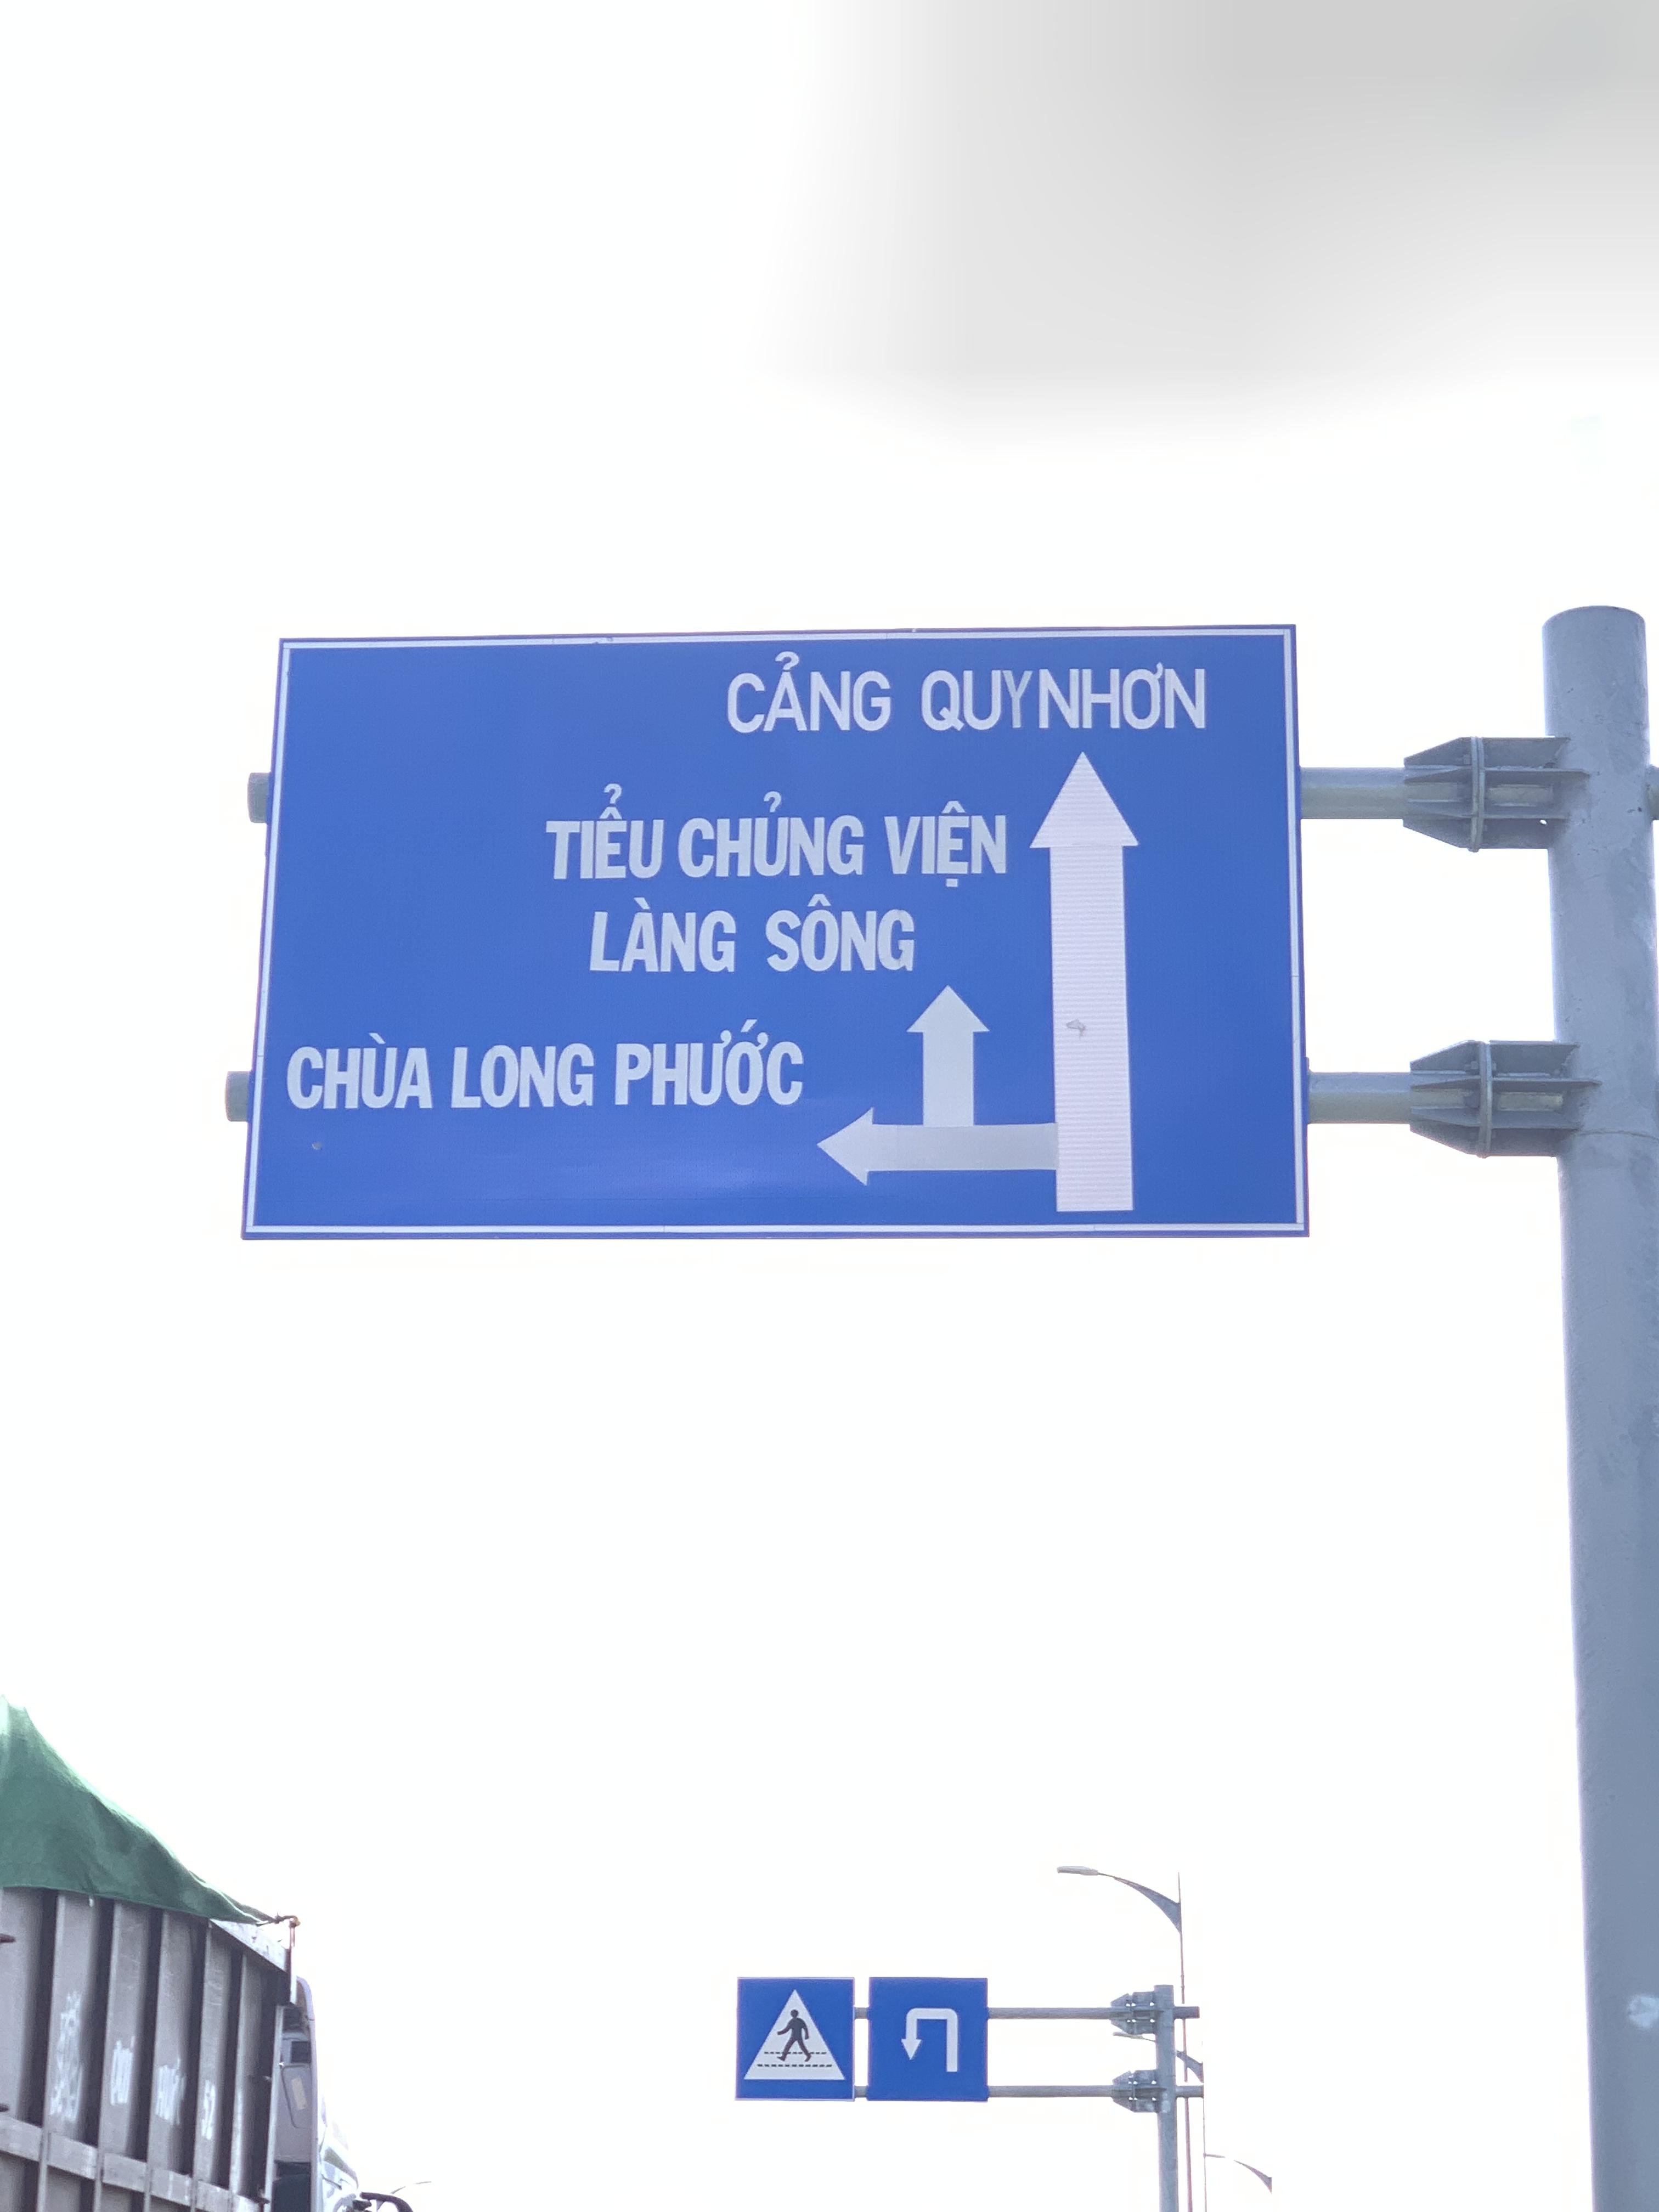 CẢNG QUYNHƠN
TIỂU CHỦNG VIỆN
LÀNG SÔNG
CHÙA LONG PHƯỚC